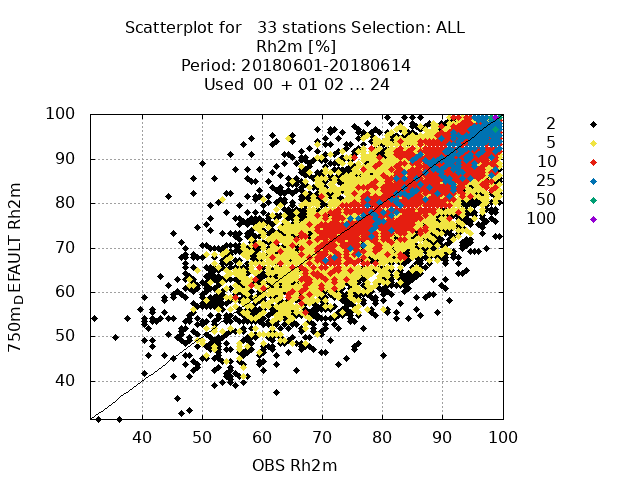 Scatterplot for   33 stations Selection: ALL
Rh2m [%]
Period: 20180601-20180614
Used  00 + 01 02 ... 24
750m_DEFAULT Rh2m
100
90
80
70
60
50
40
40 50 60 70 80 90 100
OBS Rh2m
2
5
10
25
50
100